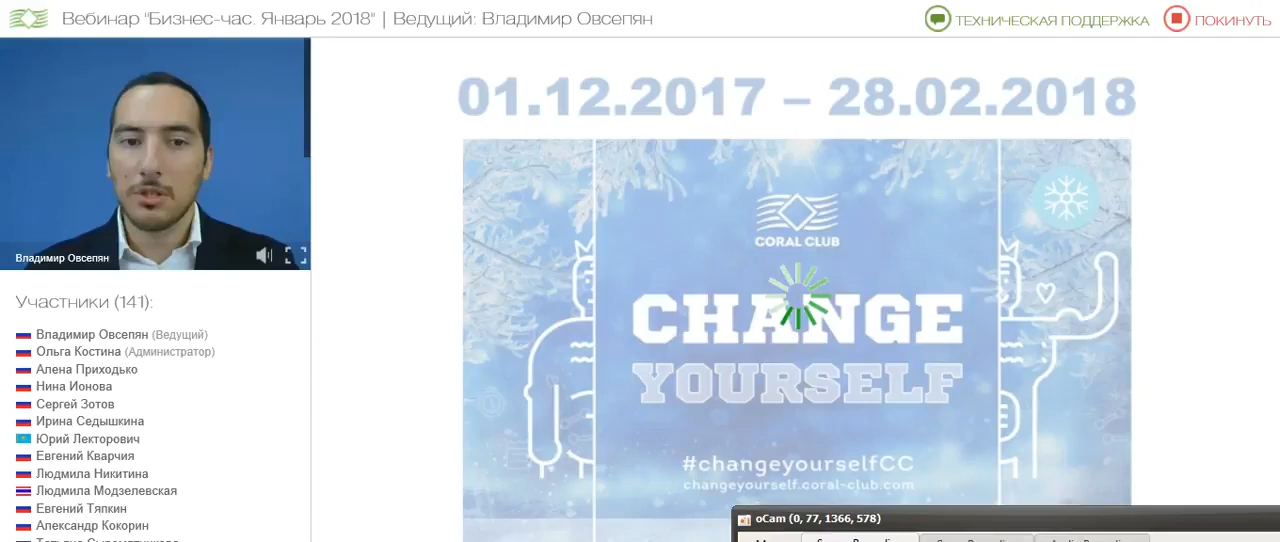 Вебинар "Бизнес-час. Январь 2018" | Ведущий: Владимир Овсепян
ТЕХНИЧЕСКАЯ ПОДДЕРЖКА
ПОКИНУТЬ
Владимир Овсепян
Участники (141):
Владимир Овсепян (Ведущий)
Ольга Костина (Администратор)
Алена Приходько
Нина Ионова
Сергей Зотов
Ирина Седышкина
Юрий Лекторович
Евгений Кварчия
Людмила Никитина
Людмила Модзелевская
Евгений Тяпкин
Александр Кокорин
01.12.2017 – 28.02.2018
CORAL CLUB
CHANGE
YOURSELF
#changeyourselfCC
changeyourself.coral-club.com
oCam (0, 77, 1366, 578)